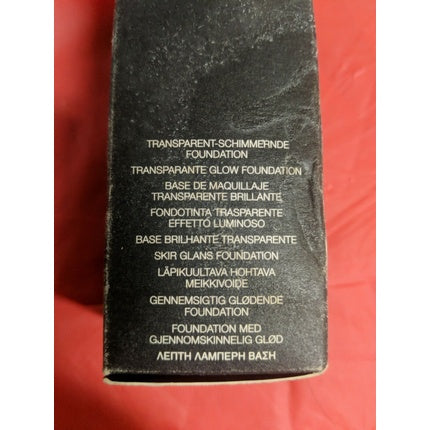 TRANSPARENT-SCHIMMERNDE
FOUNDATION
TRANSPARANTE GLOW FOUNDATION
BASE DE MAQUILLAJE
TRANSPARENTE BRILLANTE
FONDOTINTA TRASPARENTE
EFFETTO LUMINOSO
BASE BRILHANTE TRANSPARENTE
SKIR GLANS FOUNDATION
LÄPIKUULTAVA HOHTAVA
MEIKKIVOIDE
GENNEMSIGTIG GLØDENDE
FOUNDATION
FOUNDATION MED
GJENNOMSKINNELIG GLØD
ΛΕΠΤΗ ΛΑΜΠΕΡΗ ΒΑΣΗ